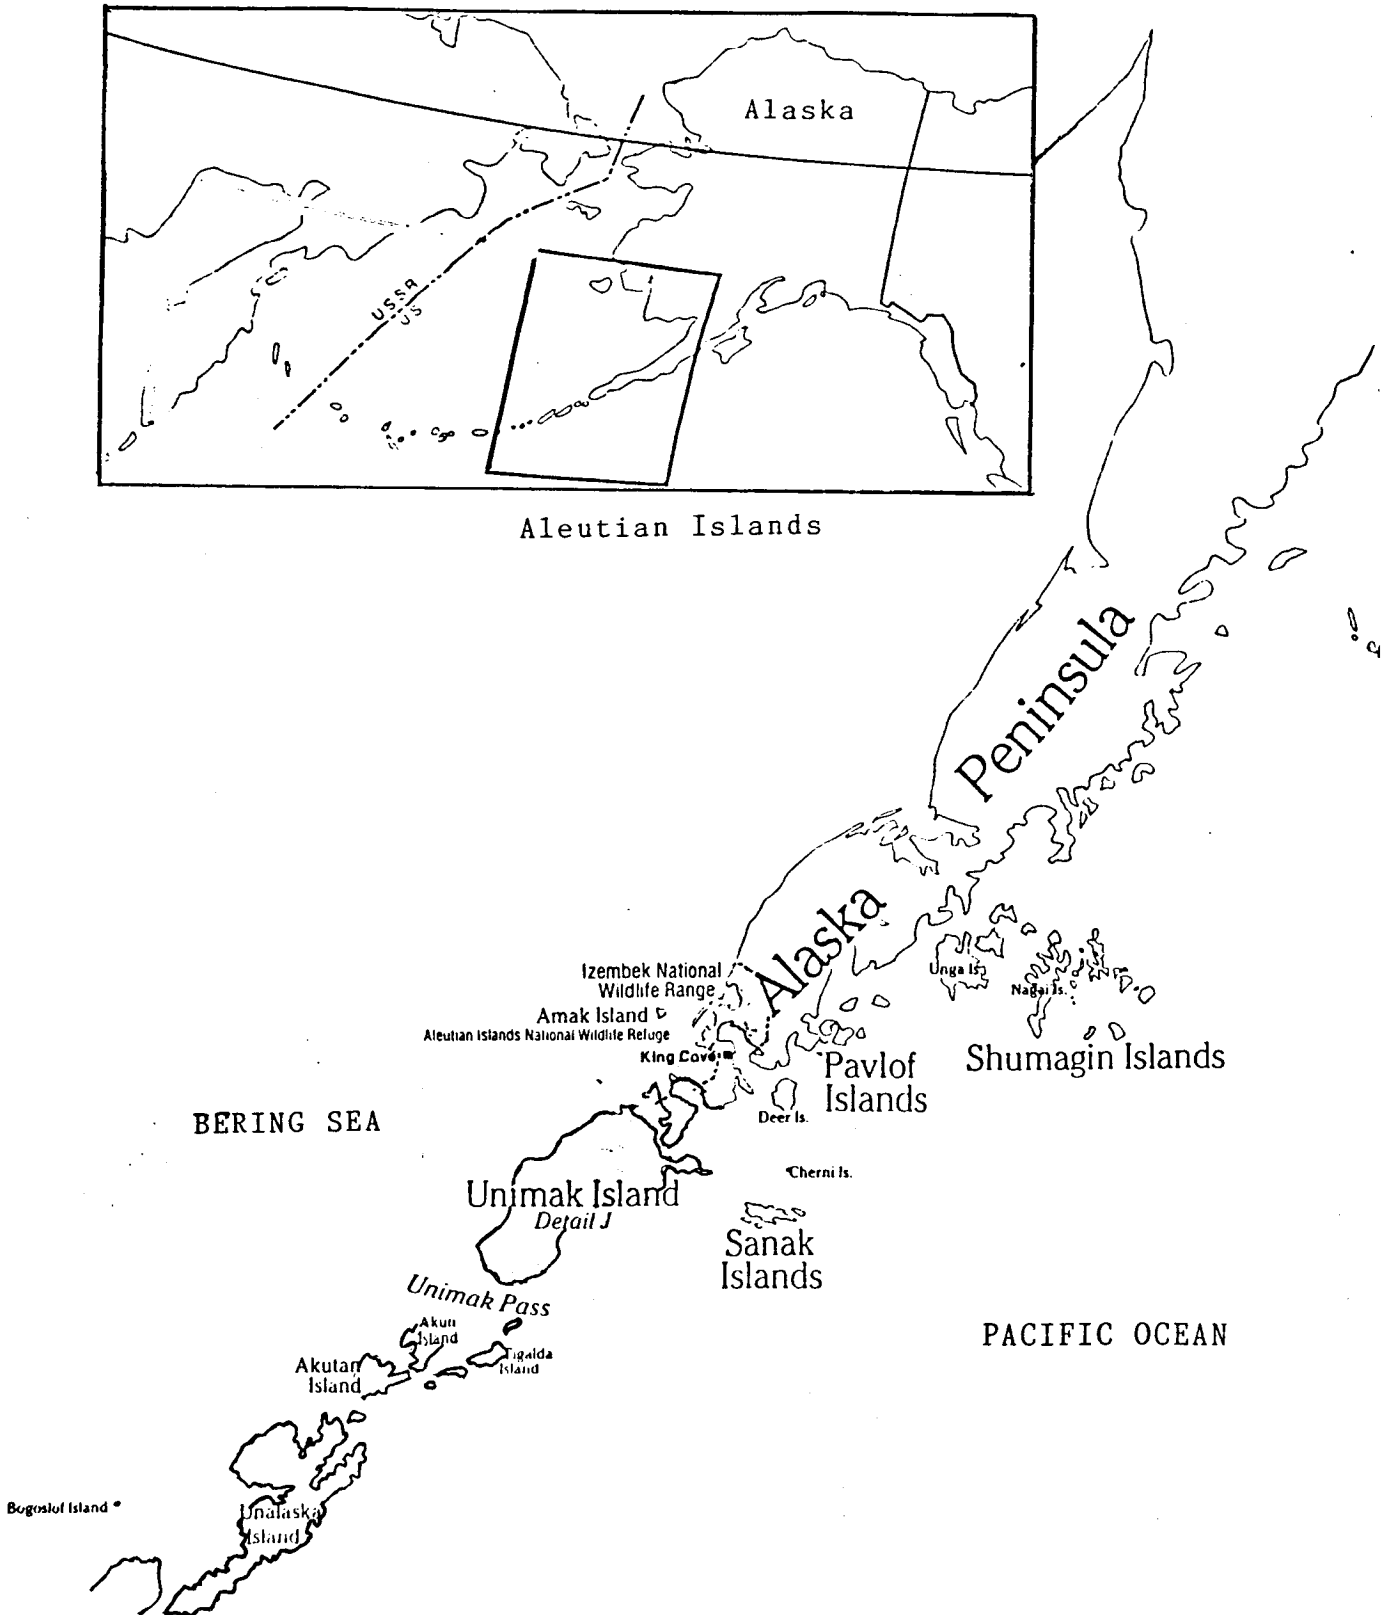 Alaska
USSR
US
Aleutian Islands
Alaska
Peninsula
Izembek National
Wildlife Range
Amak Island
Aleutian Islands National Wildlife Refuge
King Cove
Unga Is.
Nagai Is.
Shumagin Islands
Pavlof
Islands
Deer Is.
BERING SEA
Cherni Is.
Unimak Island
Detail J
Sanak
Islands
Unimak Pass
Akun
Island
Tigalda
Island
Akutan
Island
PACIFIC OCEAN
Bogoslof Island
Unalaska
Island